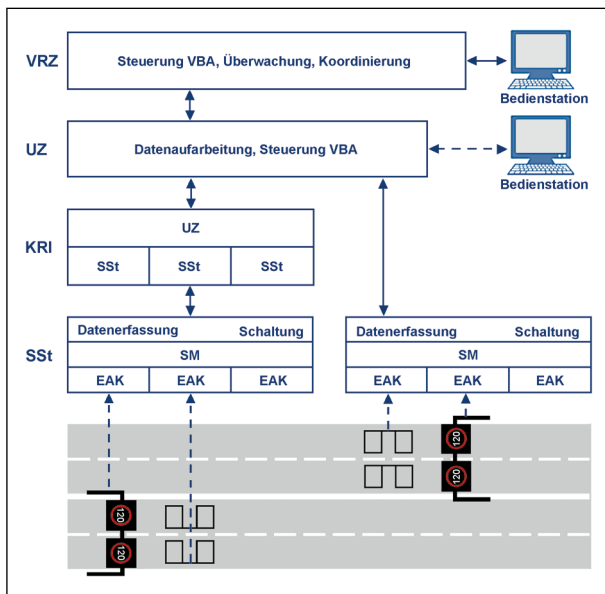 VRZ
Steuerung VBA, Überwachung, Koordinierung
Bedienstation
UZ
Datenaufarbeitung, Steuerung VBA
Bedienstation
KRI
UZ
SSt SSt SSt
SSt
Datenerfassung Schaltung
SM
EAK EAK EAK
Datenerfassung Schaltung
SM
EAK EAK EAK
120
120
120
120